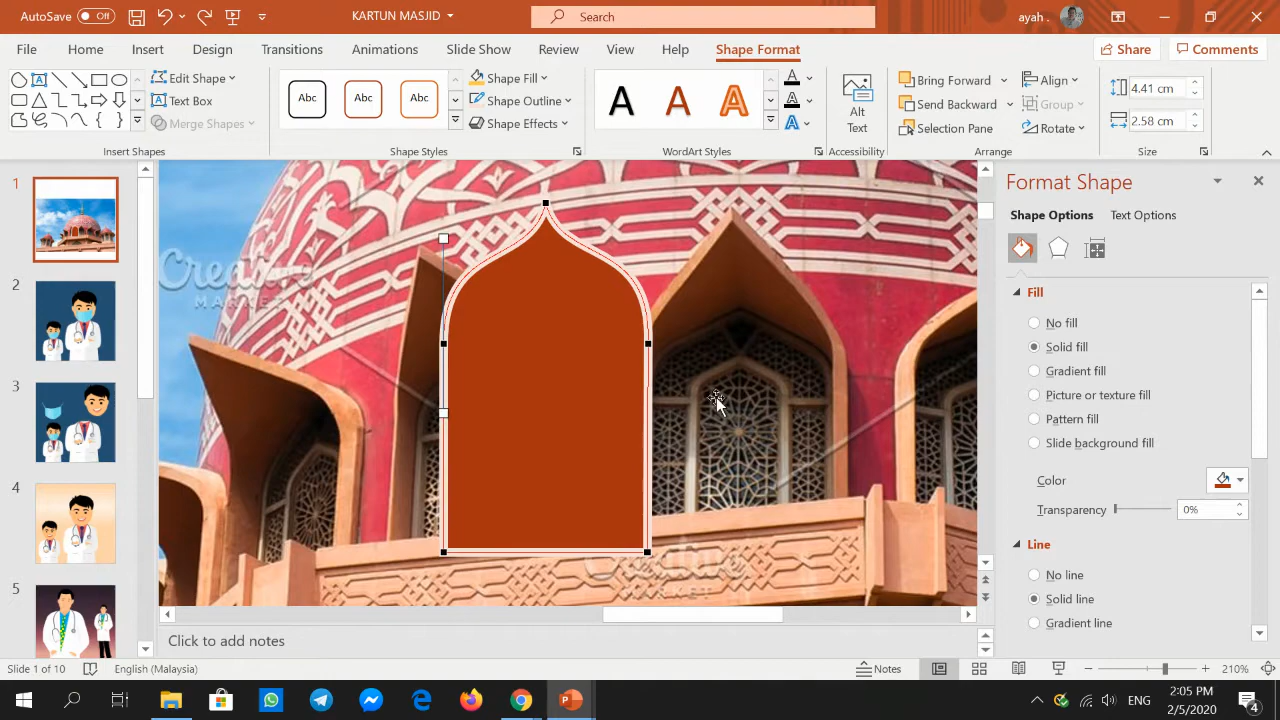 AutoSave Off
KARTUN MASJID
Search
ayah .
File Home Insert Design Transitions Animations Slide Show Review View Help Shape Format
Share Comments
Edit Shape
Text Box
Merge Shapes
Insert Shapes
Abc Abc Abc
Shape Fill
Shape Outline
Shape Effects
Shape Styles
A A A
A
A
A
WordArt Styles
Alt
Text
Accessibility
Bring Forward
Send Backward
Selection Pane
Align
Group
Rotate
Arrange
4.41 cm
2.58 cm
Size
1
2
3
4
5
Creative
MARKET
Creative
MARKET
Format Shape
Shape Options Text Options
Fill
No fill
Solid fill
Gradient fill
Picture or texture fill
Pattern fill
Slide background fill
Color
Transparency 0%
Line
No line
Solid line
Gradient line
Click to add notes
Slide 1 of 10 English (Malaysia)
Notes
210%
ENG
2:05 PM
2/5/2020
4